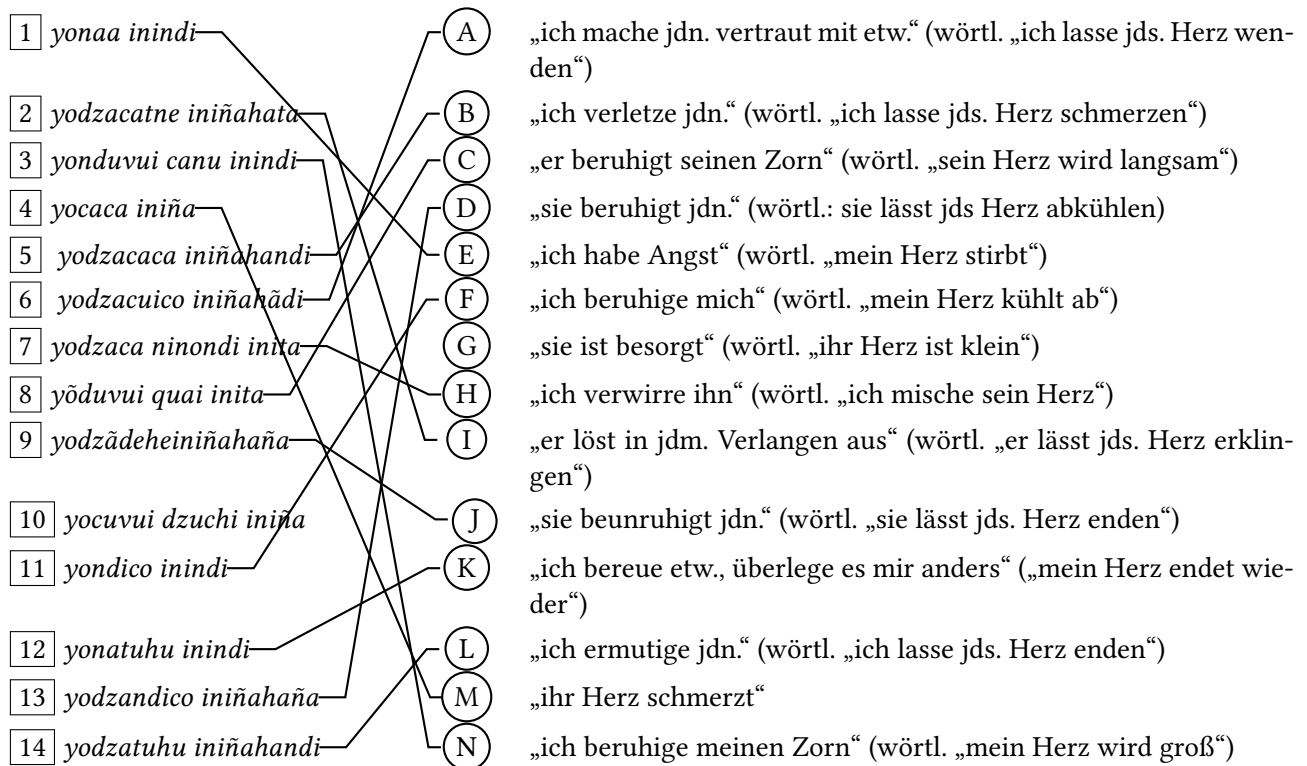 1 yonaa inindi A „ich mache jdn. vertraut mit etw.“ (wörtl. „ich lasse jds. Herz wen-
den“)
2 yodzacatne iniñahata B „ich verletze jdn.“ (wörtl. „ich lasse jds. Herz schmerzen“)
3 yonduvui canu inindi C „er beruhigt seinen Zorn“ (wörtl. „sein Herz wird langsam“)
4 yocaca iniña D „sie beruhigt jdn.“ (wörtl.: sie lässt jds Herz abkühlen)
5 yodzacaca iniñahandi E „ich habe Angst“ (wörtl. „mein Herz stirbt“)
6 yodzacuico iniñahãdi F „ich beruhige mich“ (wörtl. „mein Herz kühlt ab“)
7 yodzaca ninondi inita G „sie ist besorgt“ (wörtl. „ihr Herz ist klein“)
8 yõduvui quai inita H „ich verwirre ihn“ (wörtl. „ich mische sein Herz“)
9 yodzãdeheiniñahaña I „er löst in jdm. Verlangen aus“ (wörtl. „er lässt jds. Herz erklin-
gen“)
10 yocuvui dzuchi iniña J „sie beunruhigt jdn.“ (wörtl. „sie lässt jds. Herz enden“)
11 yondico inindi K „ich bereue etw., überlege es mir anders“ („mein Herz endet wie-
der“)
12 yonatuhu inindi L „ich ermutige jdn.“ (wörtl. „ich lasse jds. Herz enden“)
13 yodzandico iniñahaña M „ihr Herz schmerzt“
14 yodzatuhu iniñahandi N „ich beruhige meinen Zorn“ (wörtl. „mein Herz wird groß“)